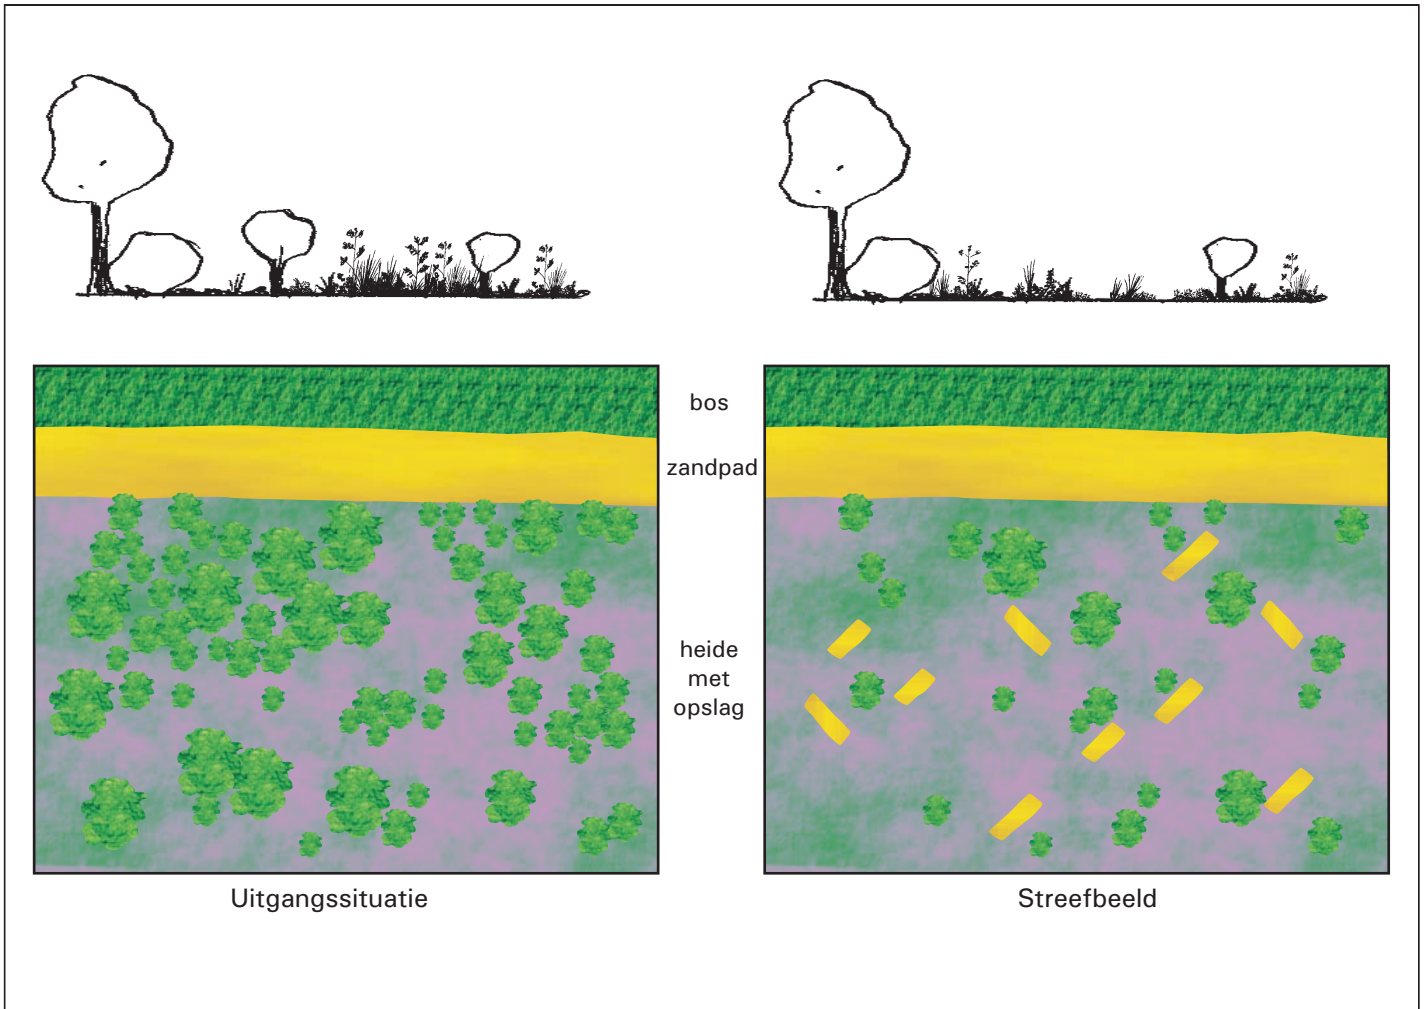 bos
zandpad
heide
met
opslag
Uitgangssituatie
Streefbeeld